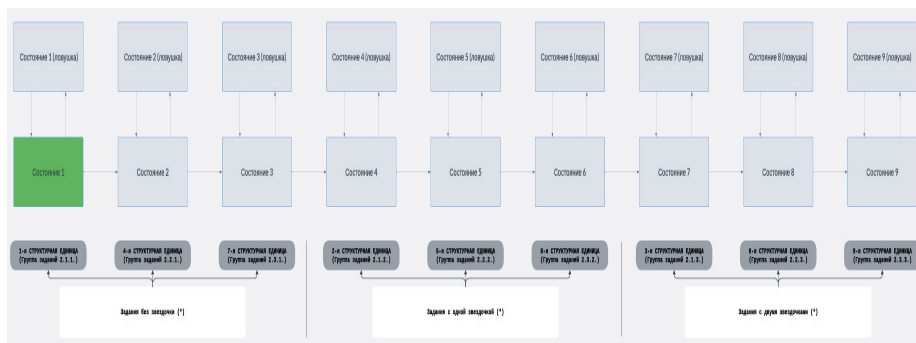 Состояние 1 (ловушка)
Состояние 2 (ловушка)
Состояние 3 (ловушка)
Состояние 4 (ловушка)
Состояние 5 (ловушка)
Состояние 6 (ловушка)
Состояние 7 (ловушка)
Состояние 8 (ловушка)
Состояние 9 (ловушка)
Состояние 1
Состояние 2
Состояние 3
Состояние 4
Состояние 5
Состояние 6
Состояние 7
Состояние 8
Состояние 9
1-я СТРУКТУРНАЯ ЕДИНИЦА
(Группа заданий 2.1.1.)
4-я СТРУКТУРНАЯ ЕДИНИЦА
(Группа заданий 2.2.1.)
7-я СТРУКТУРНАЯ ЕДИНИЦА
(Группа заданий 2.3.1.)
2-я СТРУКТУРНАЯ ЕДИНИЦА
(Группа заданий 2.1.2.)
5-я СТРУКТУРНАЯ ЕДИНИЦА
(Группа заданий 2.2.2.)
8-я СТРУКТУРНАЯ ЕДИНИЦА
(Группа заданий 2.3.2.)
3-я СТРУКТУРНАЯ ЕДИНИЦА
(Группа заданий 2.1.3.)
6-я СТРУКТУРНАЯ ЕДИНИЦА
(Группа заданий 2.2.3.)
9-я СТРУКТУРНАЯ ЕДИНИЦА
(Группа заданий 2.3.3.)
Задания без звездочки (*)
Задания с одной звездочкой (*)
Задания с двумя звездочками (*)